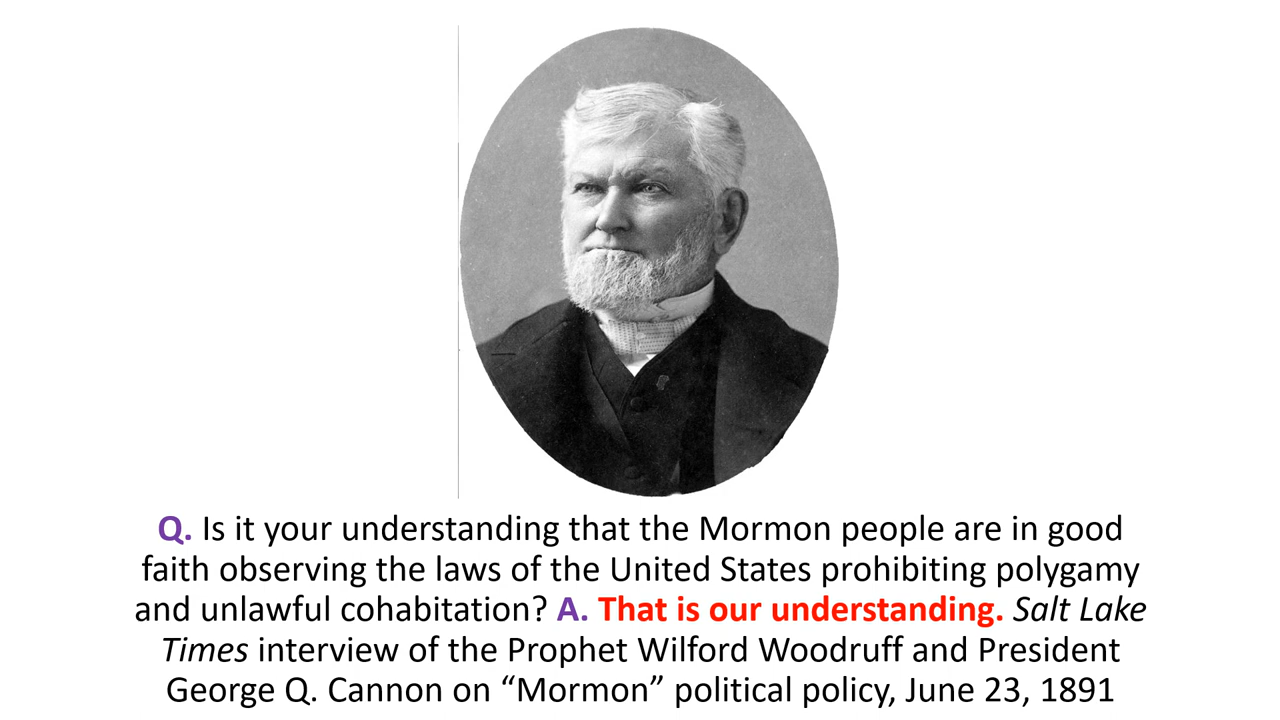 Q. Is it your understanding that the Mormon people are in good
faith observing the laws of the United States prohibiting polygamy
and unlawful cohabitation? A. That is our understanding. Salt Lake
Times interview of the Prophet Wilford Woodruff and President
George Q. Cannon on “Mormon” political policy, June 23, 1891